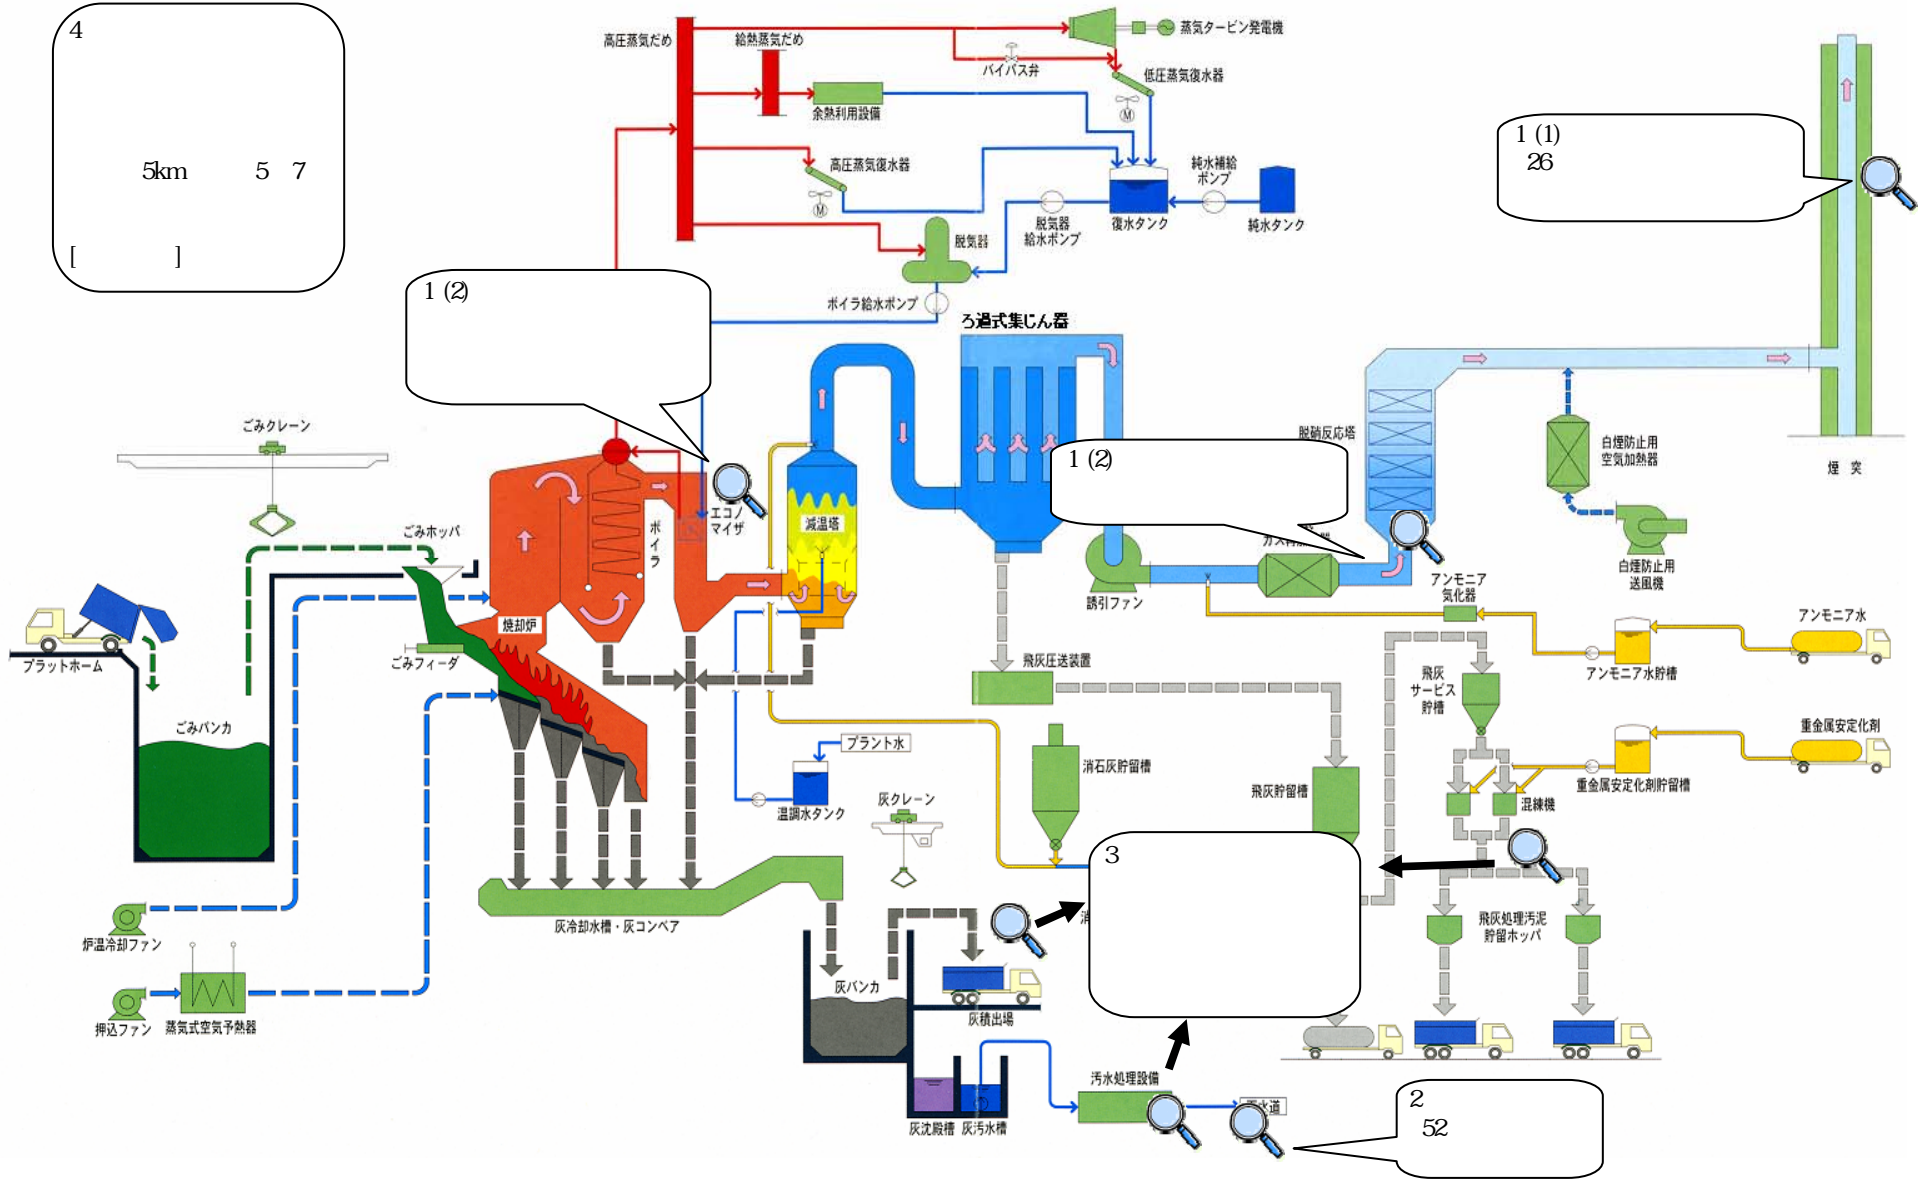 4
5km 5 7
[ ]
高圧蒸気だめ
給熱蒸気だめ
蒸気タービン発電機
バイパス弁
低圧蒸気復水器
余熱利用設備
M
高圧蒸気復水器
M
純水補給
ポンプ
脱気器
脱気器
給水ポンプ
復水タンク
純水タンク
ボイラ給水ポンプ
1 (1)
26
1 (2)
ろ過式集じん器
ごみクレーン
脱硝反応塔
1 (2)
白煙防止用
空気加熱器
煙突
ごみホッパ
ボイラ
エコノ
マイザ
減温塔
白煙防止用
送風機
誘引ファン
アンモニア
気化器
アンモニア水
焼却炉
プラットホーム
ごみフィーダ
飛灰圧送装置
飛灰
サービス
貯槽
アンモニア水貯槽
ごみバンカ
プラント水
消石灰貯留槽
重金属安定化剤
飛灰貯留槽
重金属安定化剤貯留槽
混練機
温調水タンク
灰クレーン
3
灰冷却水槽・灰コンベア
飛灰処理汚泥
貯留ホッパ
炉温冷却ファン
灰バンカ
押込ファン
蒸気式空気予熱器
灰積出場
汚水処理設備
灰沈殿槽
灰汚水槽
2
52